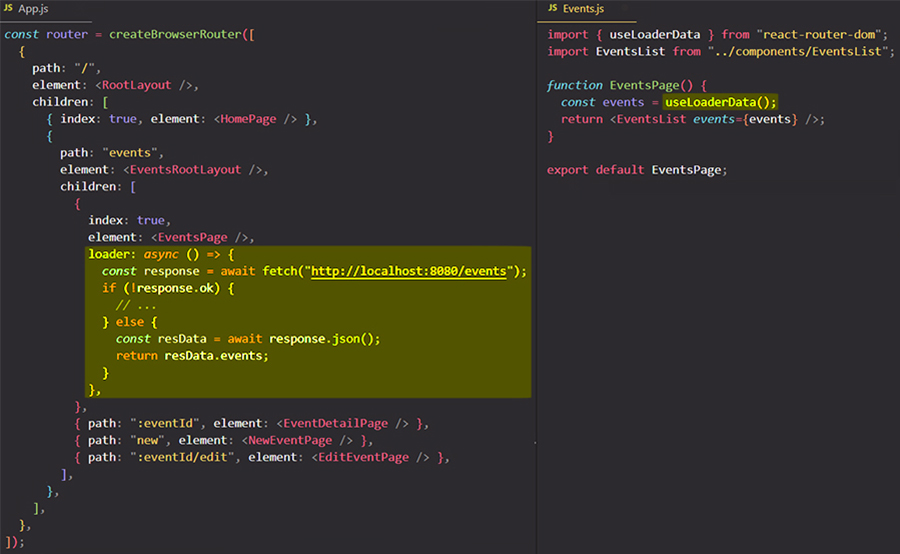 JS App.js
const router = createBrowserRouter([
  {
    path: "/",
    element: <RootLayout />,
    children: [
      { index: true, element: <HomePage /> },
      {
        path: "events",
        element: <EventsRootLayout />,
        children: [
          {
            index: true,
            element: <EventsPage />,
            loader: async () => {
              const response = await fetch("http://localhost:8080/events");
              if (!response.ok) {
                // ...
              } else {
                const resData = await response.json();
                return resData.events;
              }
            },
          },
          { path: ":eventId", element: <EventDetailPage /> },
          { path: "new", element: <NewEventPage /> },
          { path: ":eventId/edit", element: <EditEventPage /> },
        ],
      },
    ],
  },
]);
JS Events.js
import { useLoaderData } from "react-router-dom";
import EventsList from "../components/EventsList";

function EventsPage() {
  const events = useLoaderData();
  return <EventsList events={events} />;
}

export default EventsPage;